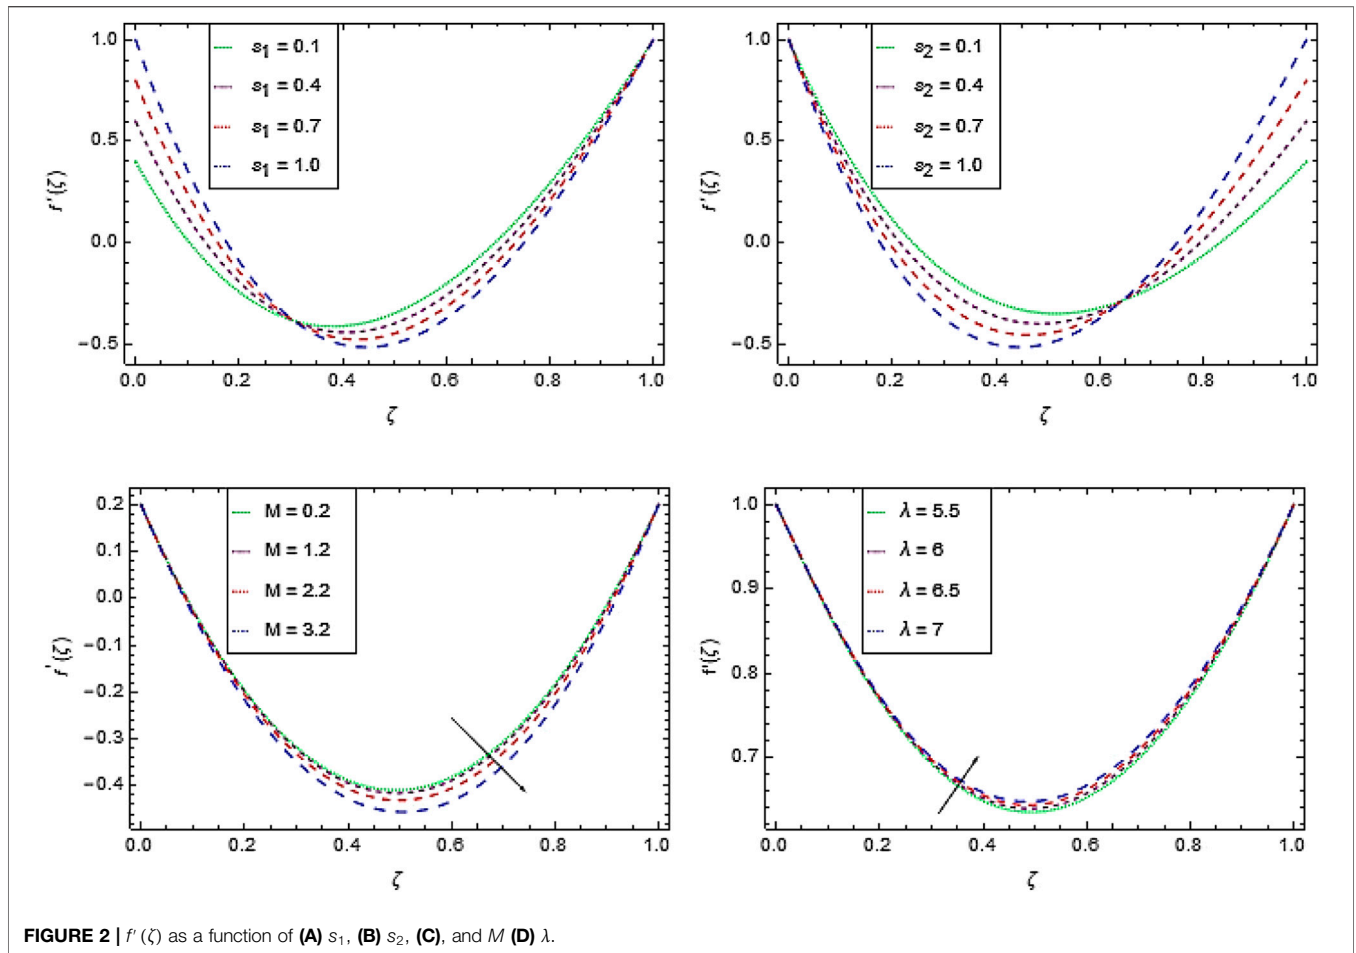 1.0
0.5
0.0
−0.5
f'(ζ)
s1 = 0.1
s1 = 0.4
s1 = 0.7
s1 = 1.0
0.0 0.2 0.4 0.6 0.8 1.0
ζ
1.0
0.5
0.0
−0.5
f'(ζ)
s2 = 0.1
s2 = 0.4
s2 = 0.7
s2 = 1.0
0.0 0.2 0.4 0.6 0.8 1.0
ζ
0.2
0.1
0.0
−0.1
−0.2
−0.3
−0.4
f'(ζ)
M = 0.2
M = 1.2
M = 2.2
M = 3.2
0.0 0.2 0.4 0.6 0.8 1.0
ζ
1.0
0.9
0.8
0.7
f'(ζ)
λ = 5.5
λ = 6
λ = 6.5
λ = 7
0.0 0.2 0.4 0.6 0.8 1.0
ζ
FIGURE 2 | f' (ζ) as a function of (A) s1, (B) s2, (C), and M (D) λ.